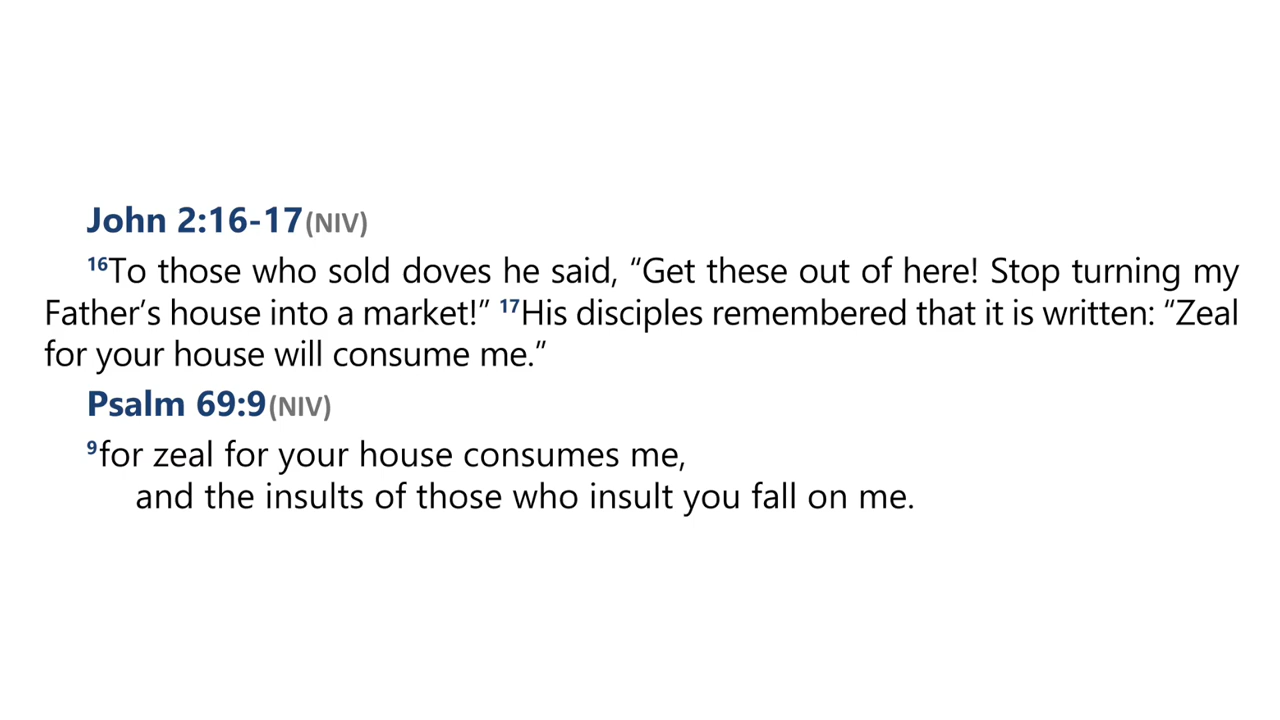 John 2:16-17(NIV)
16To those who sold doves he said, “Get these out of here! Stop turning my
Father’s house into a market!” 17His disciples remembered that it is written: “Zeal
for your house will consume me.”
Psalm 69:9(NIV)
9for zeal for your house consumes me,
and the insults of those who insult you fall on me.